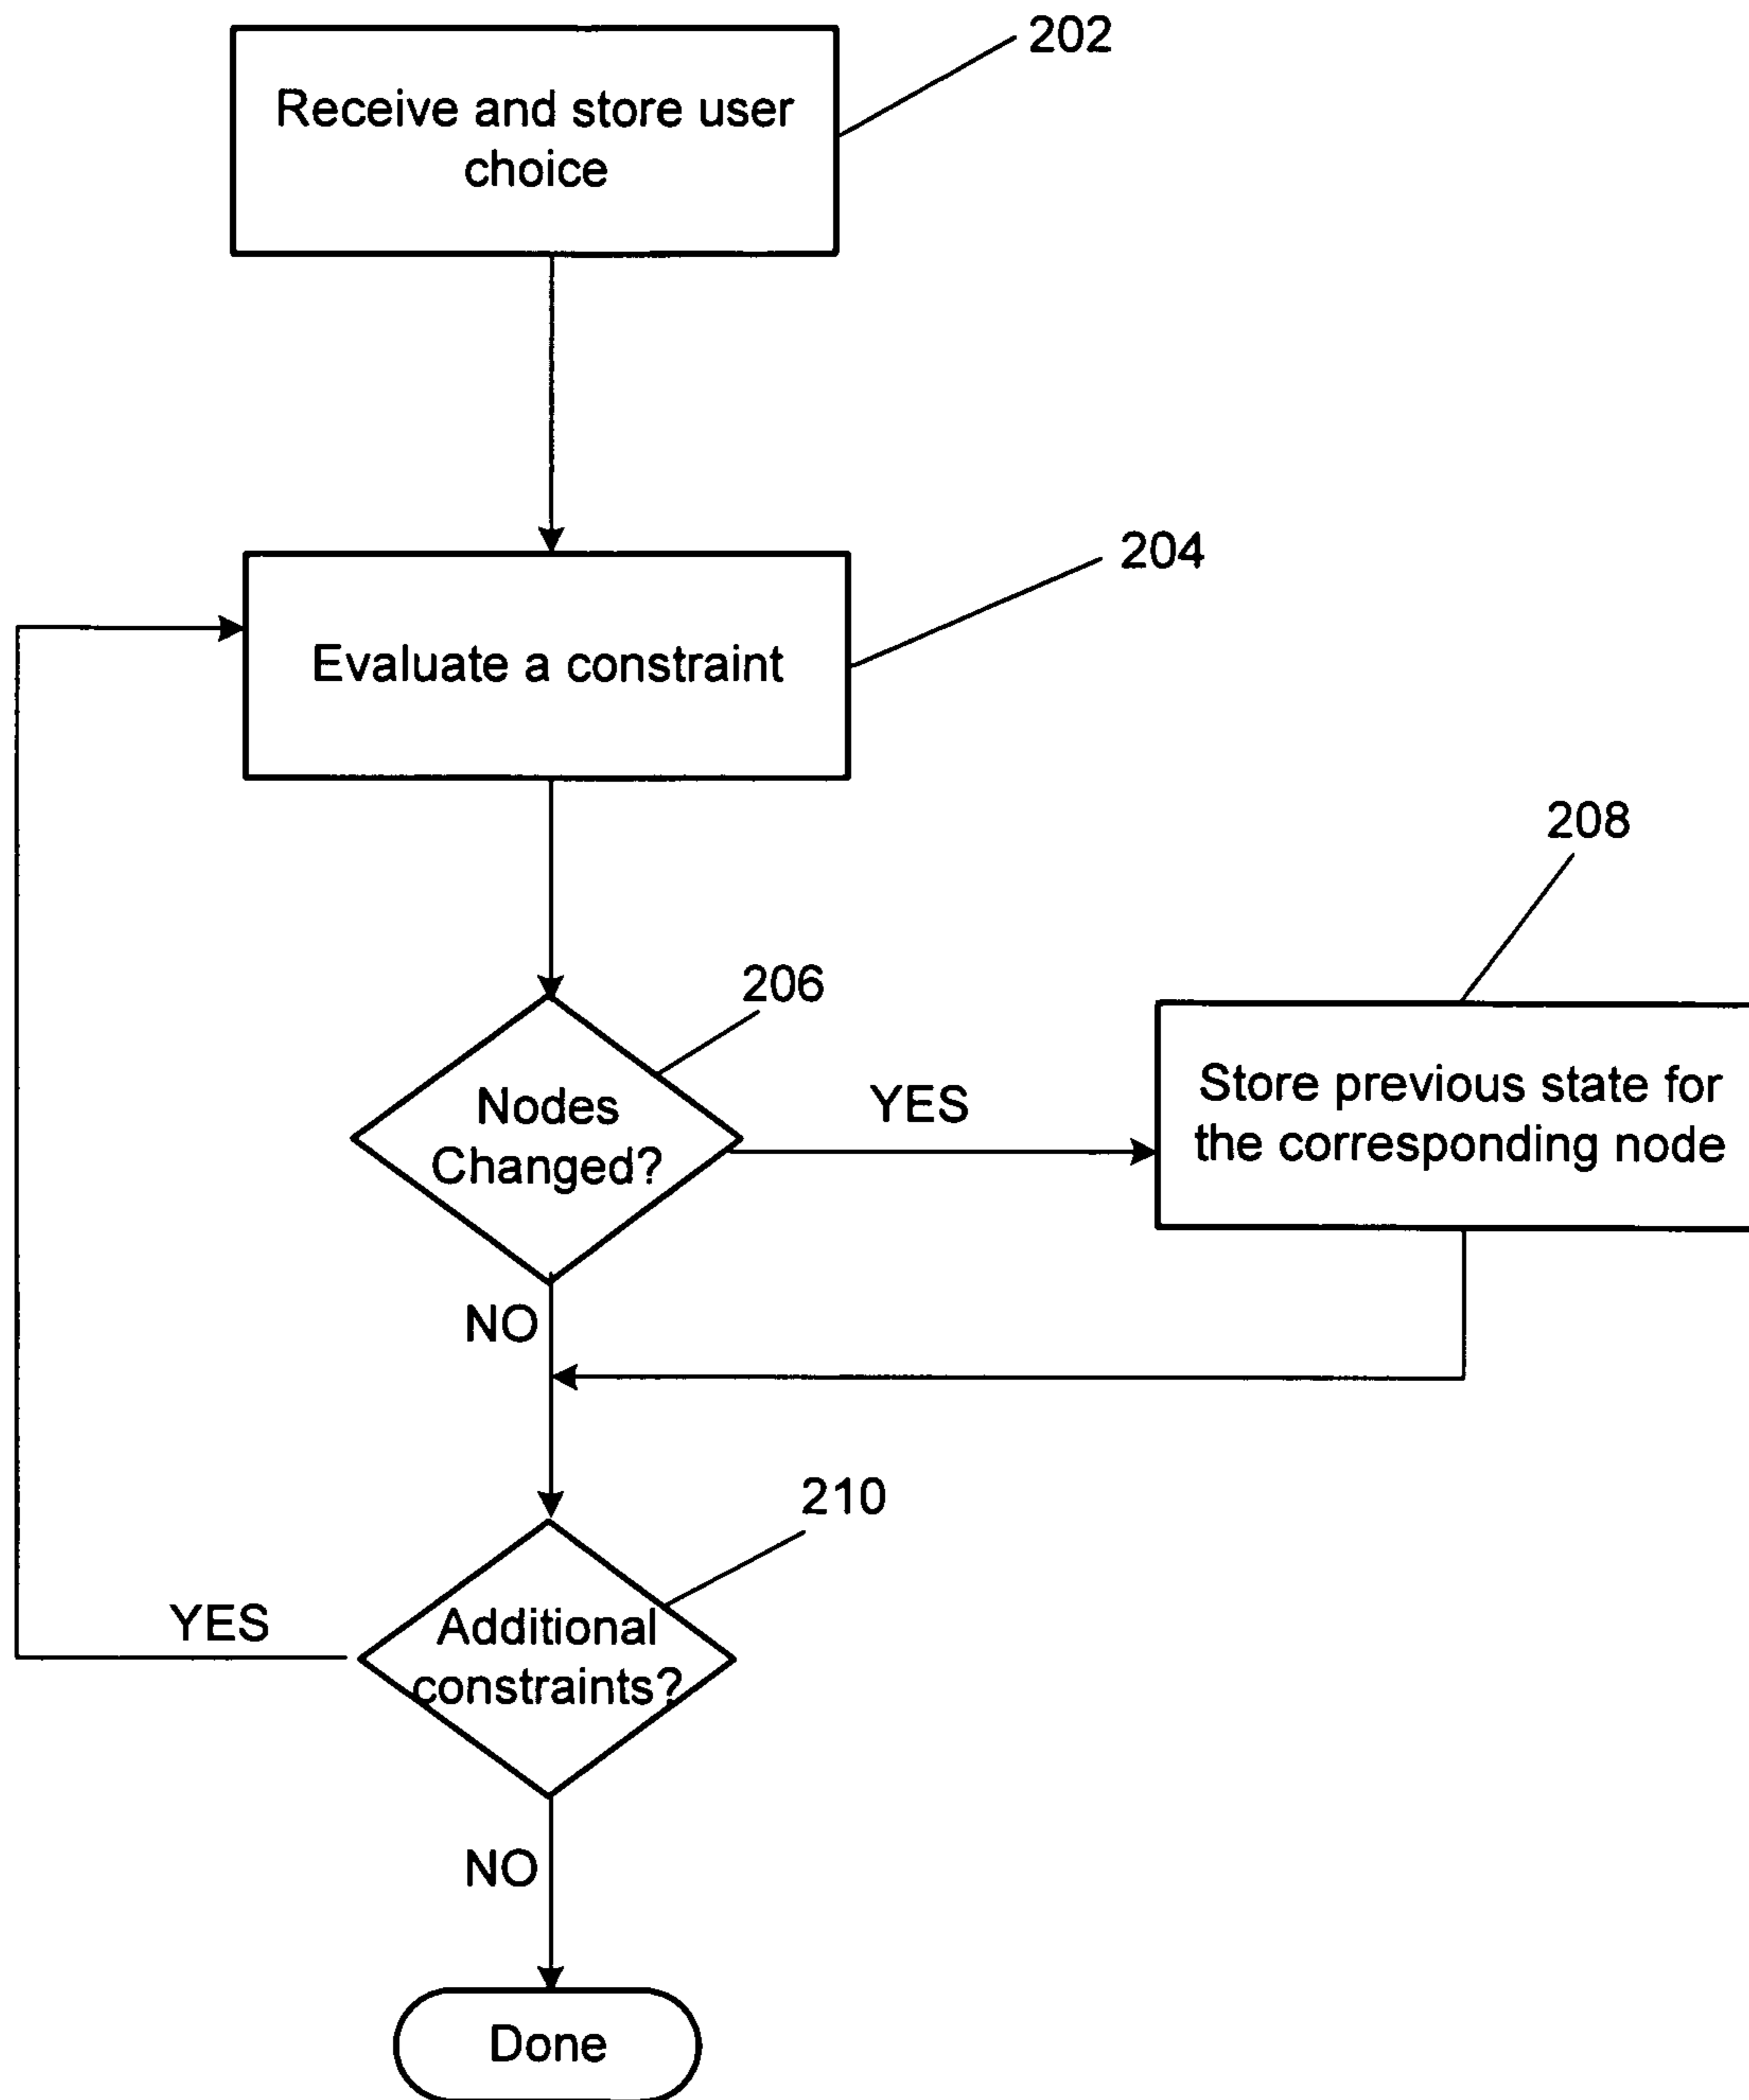 202
Receive and store user
choice
204
Evaluate a constraint
208
206
Nodes
Changed?
YES
Store previous state for
the corresponding node
NO
210
YES
Additional
constraints?
NO
Done